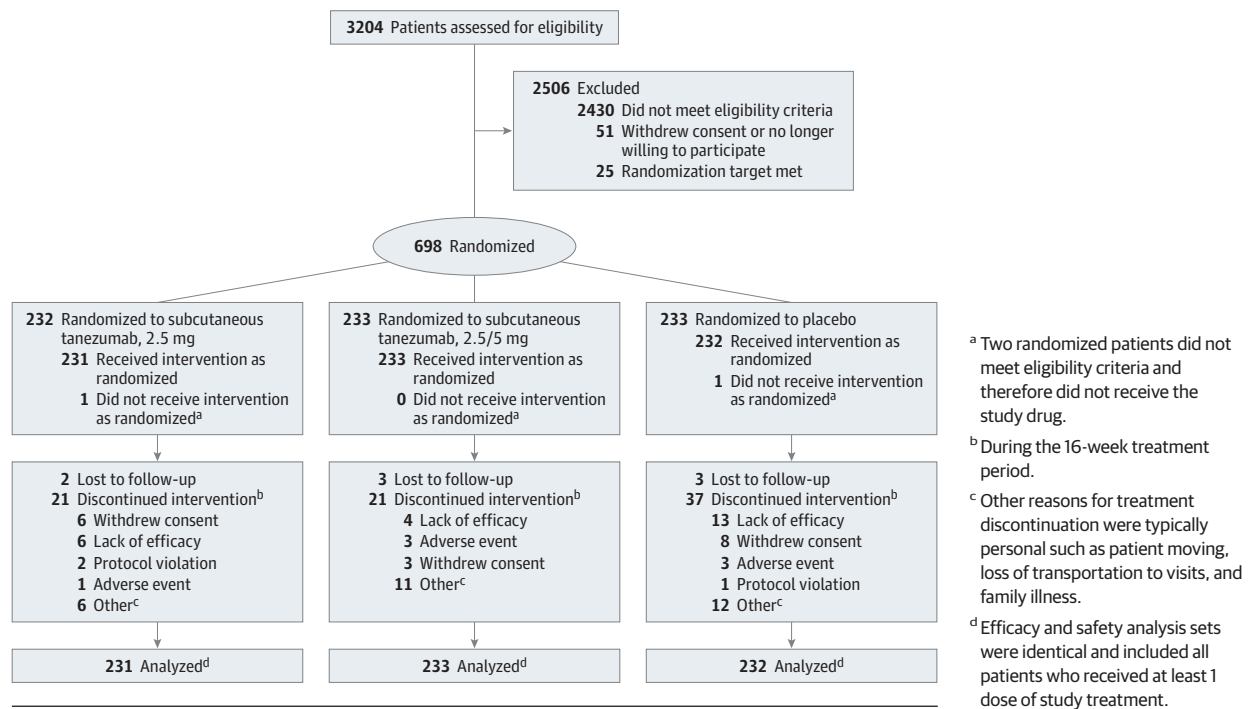 3204 Patients assessed for eligibility
2506 Excluded
2430 Did not meet eligibility criteria
51 Withdrew consent or no longer
willing to participate
25 Randomization target met
698 Randomized
232 Randomized to subcutaneous
tanezumab, 2.5 mg
231 Received intervention as
randomized
1 Did not receive intervention
as randomizedᵃ
233 Randomized to subcutaneous
tanezumab, 2.5/5 mg
233 Received intervention as
randomized
0 Did not receive intervention
as randomizedᵃ
233 Randomized to placebo
232 Received intervention as
randomized
1 Did not receive intervention
as randomizedᵃ
2 Lost to follow-up
21 Discontinued interventionᵇ
6 Withdrew consent
6 Lack of efficacy
2 Protocol violation
1 Adverse event
6 Otherᶜ
3 Lost to follow-up
21 Discontinued interventionᵇ
4 Lack of efficacy
3 Adverse event
3 Withdrew consent
11 Otherᶜ
3 Lost to follow-up
37 Discontinued interventionᵇ
13 Lack of efficacy
8 Withdrew consent
3 Adverse event
1 Protocol violation
12 Otherᶜ
231 Analyzedᵈ
233 Analyzedᵈ
232 Analyzedᵈ
ᵃ Two randomized patients did not
meet eligibility criteria and
therefore did not receive the
study drug.
ᵇ During the 16-week treatment
period.
ᶜ Other reasons for treatment
discontinuation were typically
personal such as patient moving,
loss of transportation to visits, and
family illness.
ᵈ Efficacy and safety analysis sets
were identical and included all
patients who received at least 1
dose of study treatment.